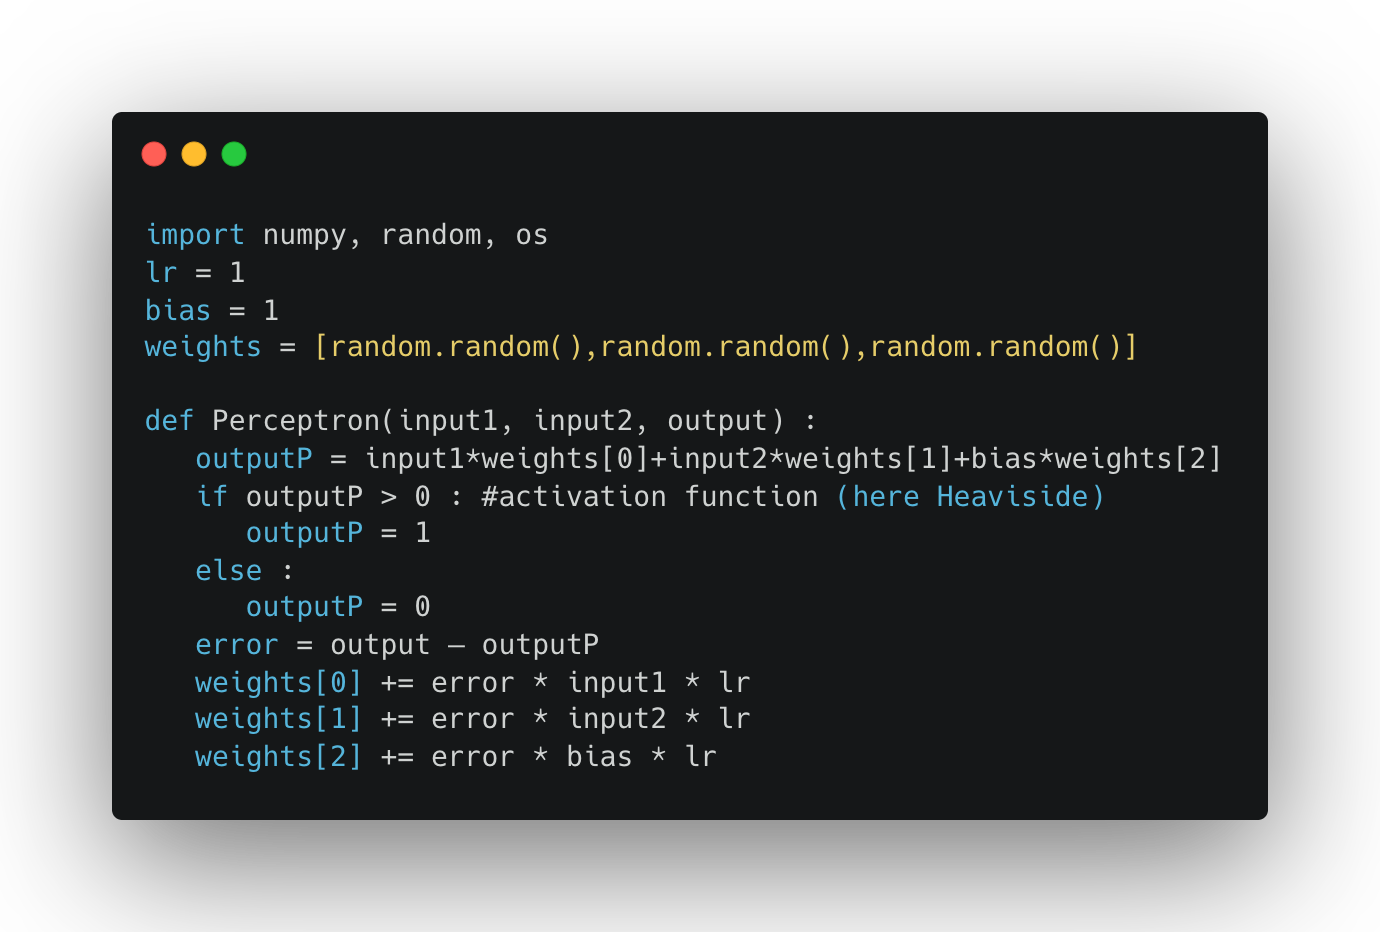 import numpy, random, os
lr = 1
bias = 1
weights = [random.random(),random.random(),random.random()]
def Perceptron(input1, input2, output) :
   outputP = input1*weights[0]+input2*weights[1]+bias*weights[2]
   if outputP > 0 : #activation function (here Heaviside)
      outputP = 1
   else :
      outputP = 0
   error = output – outputP
   weights[0] += error * input1 * lr
   weights[1] += error * input2 * lr
   weights[2] += error * bias * lr